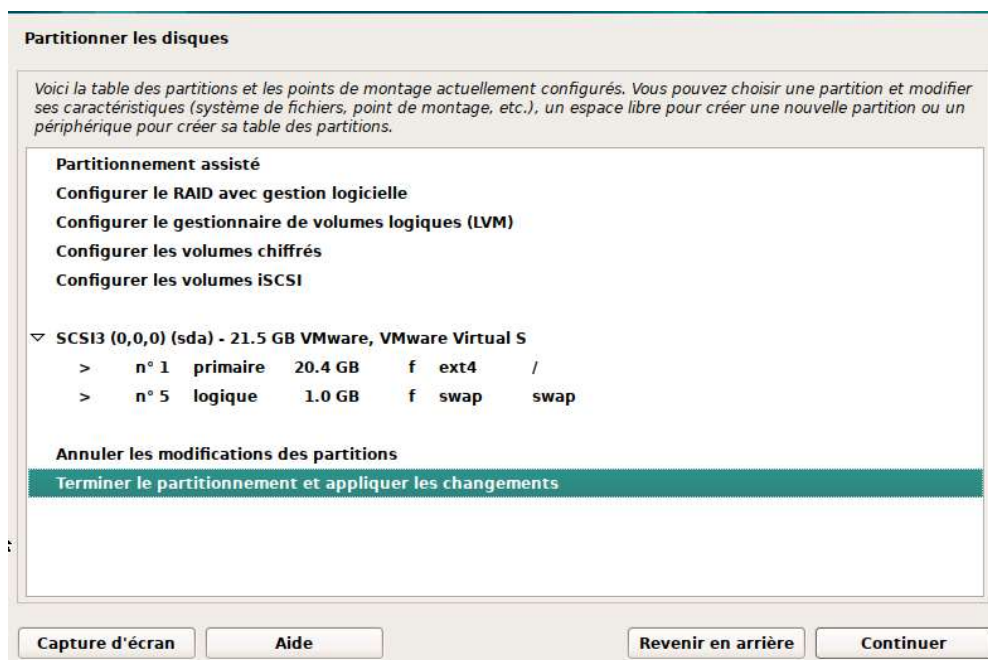 Partitionner les disques
Voici la table des partitions et les points de montage actuellement configurés. Vous pouvez choisir une partition et modifier
ses caractéristiques (système de fichiers, point de montage, etc.), un espace libre pour créer une nouvelle partition ou un
périphérique pour créer sa table des partitions.
Partitionnement assisté
Configurer le RAID avec gestion logicielle
Configurer le gestionnaire de volumes logiques (LVM)
Configurer les volumes chiffrés
Configurer les volumes iSCSI
SCSI3 (0,0,0) (sda) - 21.5 GB VMware, VMware Virtual S
> n° 1 primaire 20.4 GB f ext4 /
> n° 5 logique 1.0 GB f swap swap
Annuler les modifications des partitions
Terminer le partitionnement et appliquer les changements
Capture d'écran Aide Revenir en arrière Continuer